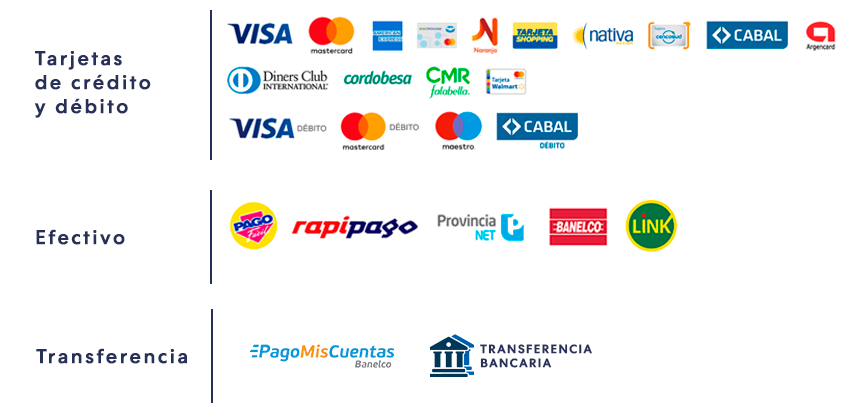 Tarjetas
de crédito
y débito
VISA
mastercard
AMERICAN
EXPRESS
Naranja
TARJETA
SHOPPING
nativa
cencosud
CABAL
Argencard
Diners Club
INTERNATIONAL
cordobesa
CMR
falabella.
Tarjeta
Walmart
VISA DÉBITO
mastercard
DÉBITO
maestro
CABAL
DÉBITO
Efectivo
PAGO
fácil
rapipago
Provincia
NET
BANELCO
LINK
Transferencia
PagoMisCuentas
Banelco
TRANSFERENCIA
BANCARIA